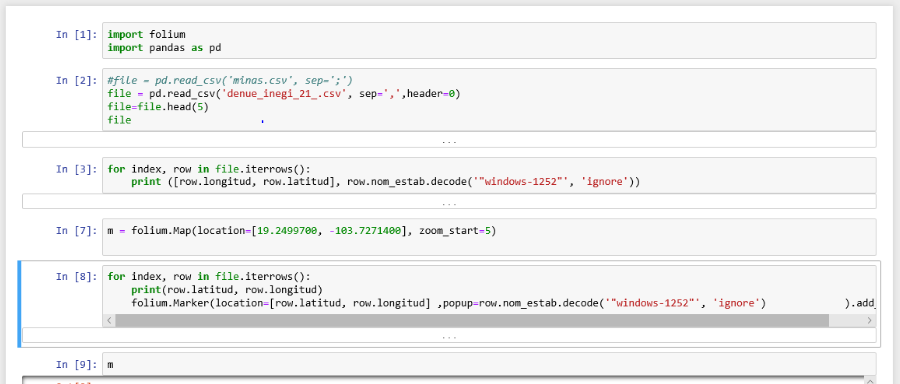 In [1]: import folium
import pandas as pd
In [2]: #file = pd.read_csv('minas.csv', sep=';')
file = pd.read_csv('denue_inegi_21_.csv', sep=',',header=0)
file=file.head(5)
file
...
In [3]: for index, row in file.iterrows():
print ([row.longitud, row.latitud], row.nom_estab.decode('"windows-1252"', 'ignore'))
...
In [7]: m = folium.Map(location=[19.2499700, -103.7271400], zoom_start=5)
In [8]: for index, row in file.iterrows():
print(row.latitud, row.longitud)
folium.Marker(location=[row.latitud, row.longitud] ,popup=row.nom_estab.decode('"windows-1252"', 'ignore') ).add_
...
In [9]: m